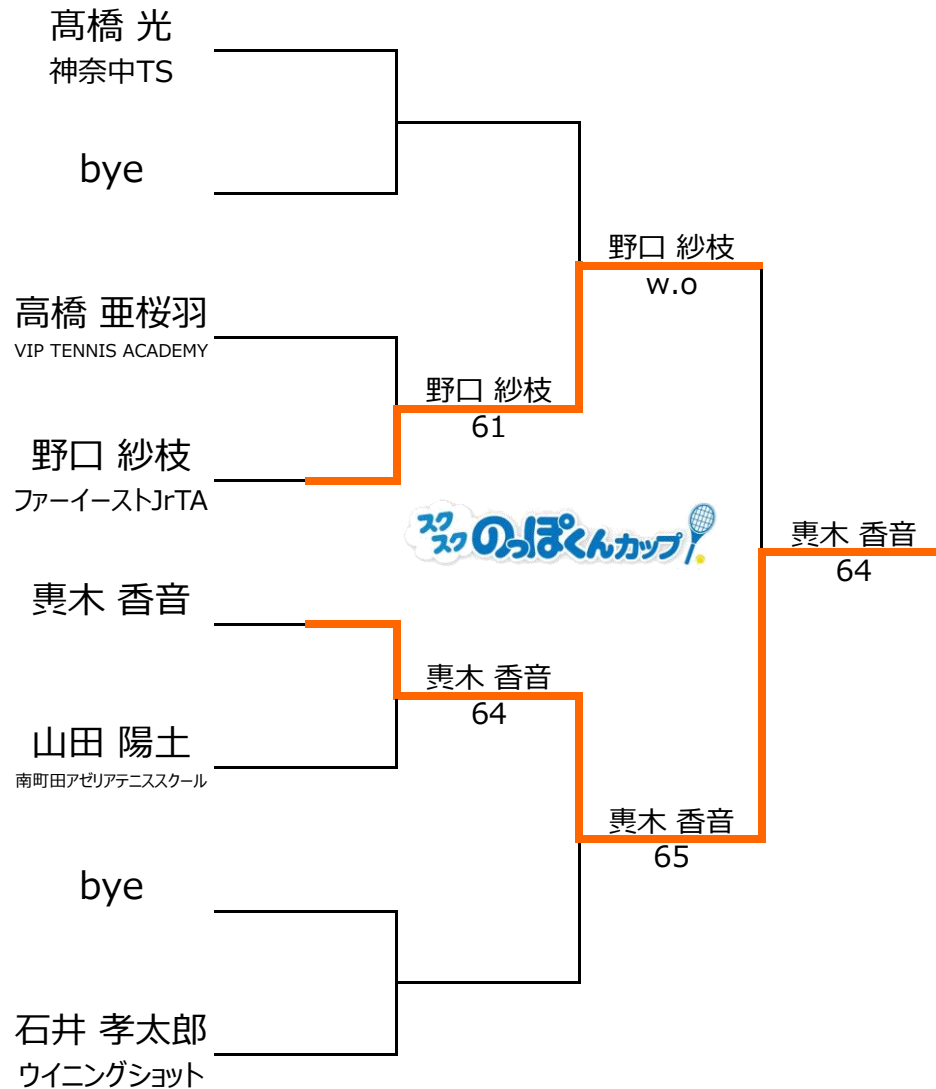 髙橋 光
神奈中TS
bye
野口 紗枝
w.o
高橋 亜桜羽
VIP TENNIS ACADEMY
野口 紗枝
61
野口 紗枝
ファーイーストJrTA
スクスクのっぽくんカップ
惠木 香音
64
惠木 香音
惠木 香音
64
山田 陽土
南町田アゼリアテニススクール
惠木 香音
65
bye
石井 孝太郎
ウイニングショット